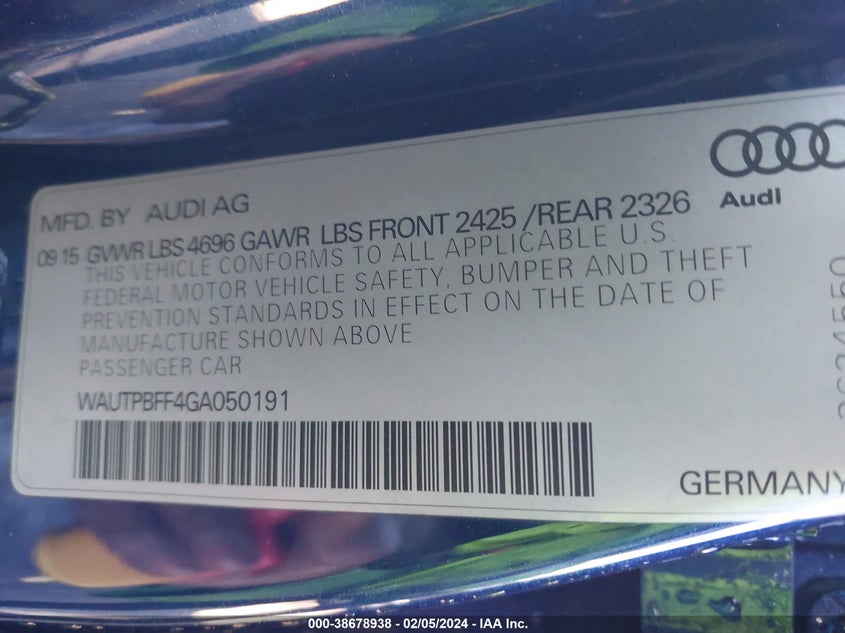 Audi
MFD. BY AUDI AG
09 15 GVWR LBS 4696 GAWR LBS FRONT 2425 /REAR 2326
THIS VEHICLE CONFORMS TO ALL APPLICABLE U.S.
FEDERAL MOTOR VEHICLE SAFETY, BUMPER AND THEFT
PREVENTION STANDARDS IN EFFECT ON THE DATE OF
MANUFACTURE SHOWN ABOVE
PASSENGER CAR
WAUTPBFF4GA050191
GERMANY
000-38678938 - 02/05/2024 - IAA Inc.